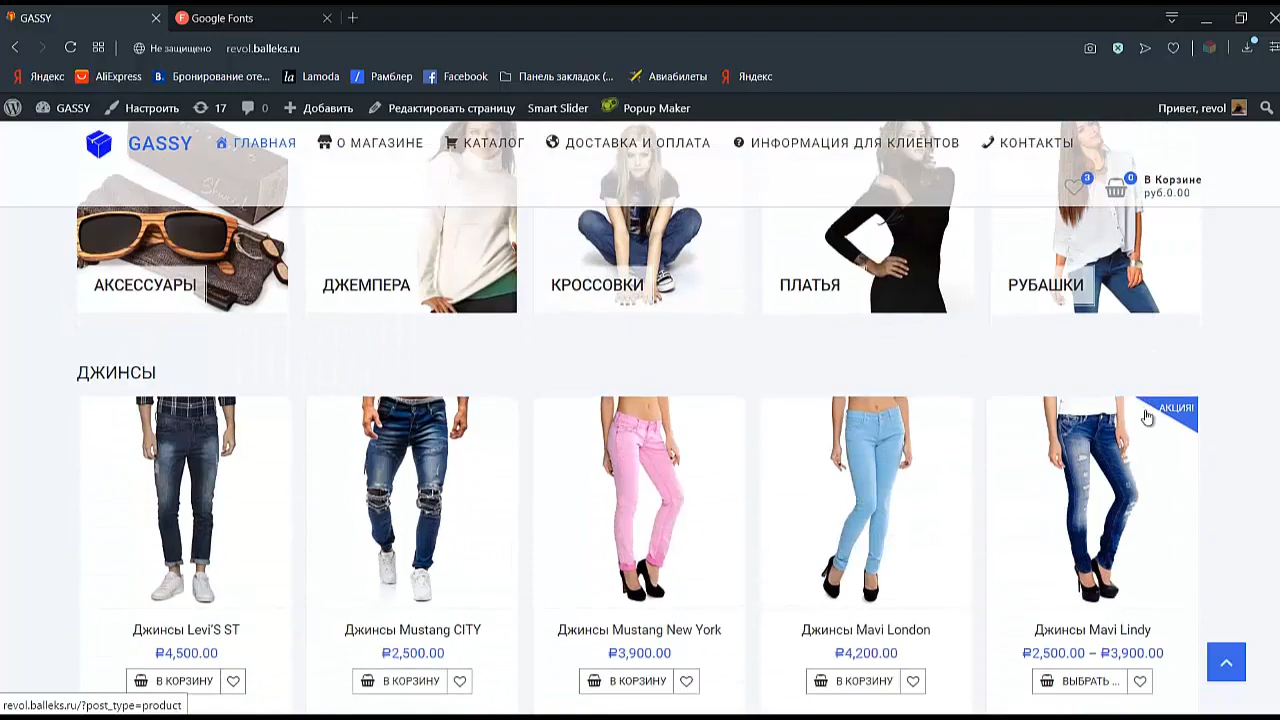 GASSY
Google Fonts
Не защищено revol.balleks.ru
Яндекс AliExpress Бронирование оте... Lamoda Рамблер Facebook Панель закладок (... Авиабилеты Яндекс
GASSY Настроить 17 0 Добавить Редактировать страницу Smart Slider Popup Maker Привет, revol
GASSY ГЛАВНАЯ О МАГАЗИНЕ КАТАЛОГ ДОСТАВКА И ОПЛАТА ИНФОРМАЦИЯ ДЛЯ КЛИЕНТОВ КОНТАКТЫ
3 0 В Корзине
руб.0.00
АКСЕССУАРЫ ДЖЕМПЕРА КРОССОВКИ ПЛАТЬЯ РУБАШКИ
ДЖИНСЫ
АКЦИЯ!
Джинсы Levi'S ST Джинсы Mustang CITY Джинсы Mustang New York Джинсы Mavi London Джинсы Mavi Lindy
₽4,500.00 ₽2,500.00 ₽3,900.00 ₽4,200.00 ₽2,500.00 – ₽3,900.00
В КОРЗИНУ В КОРЗИНУ В КОРЗИНУ В КОРЗИНУ ВЫБРАТЬ ...
revol.balleks.ru/?post_type=product